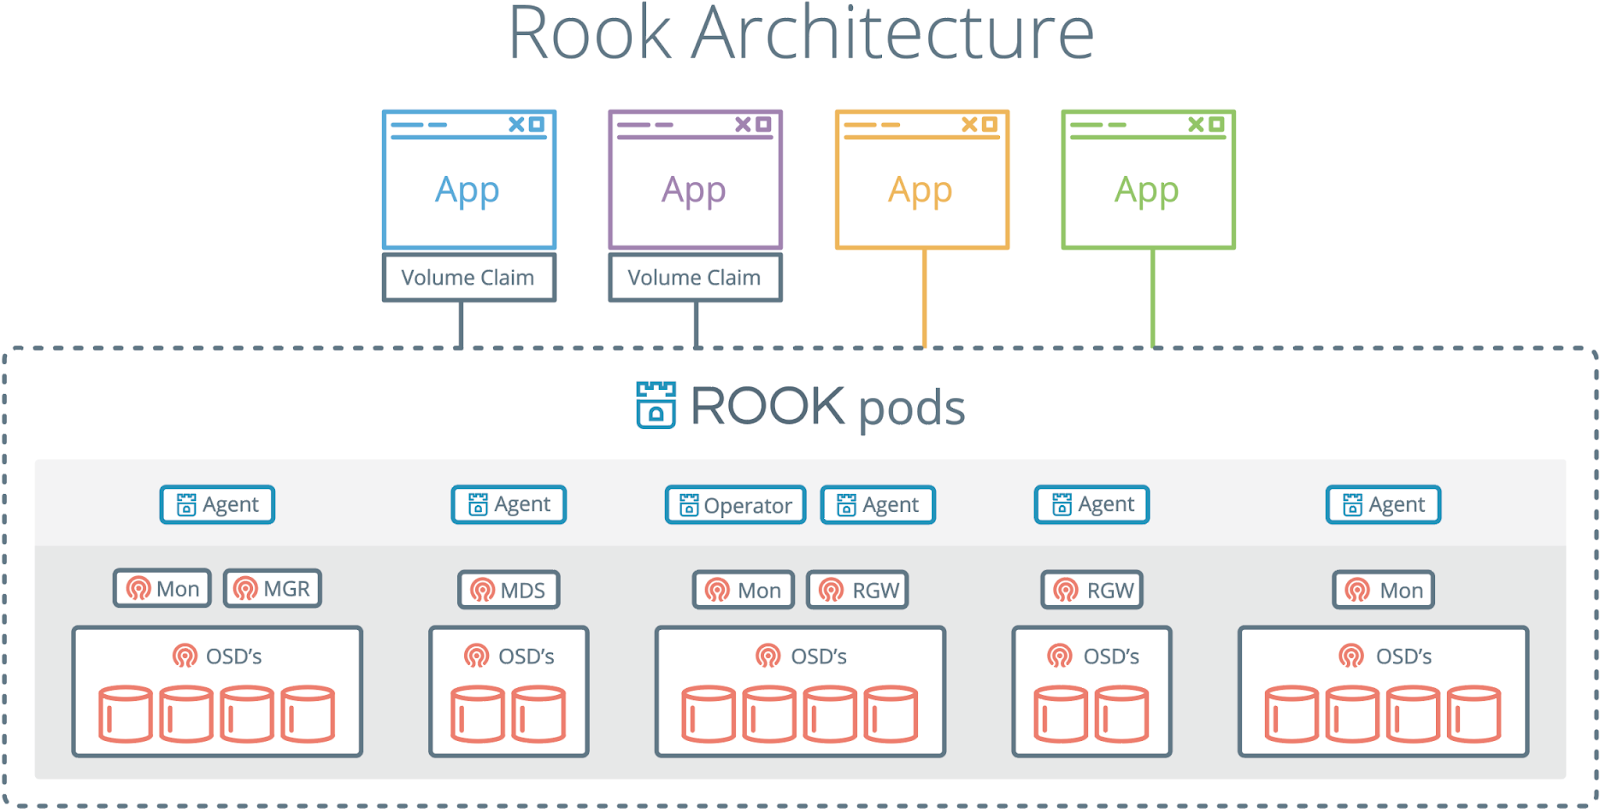 Rook Architecture
App App App App
Volume Claim Volume Claim
ROOK pods
Agent Agent Operator Agent Agent Agent
Mon MGR MDS Mon RGW RGW Mon
OSD’s OSD’s OSD’s OSD’s OSD’s